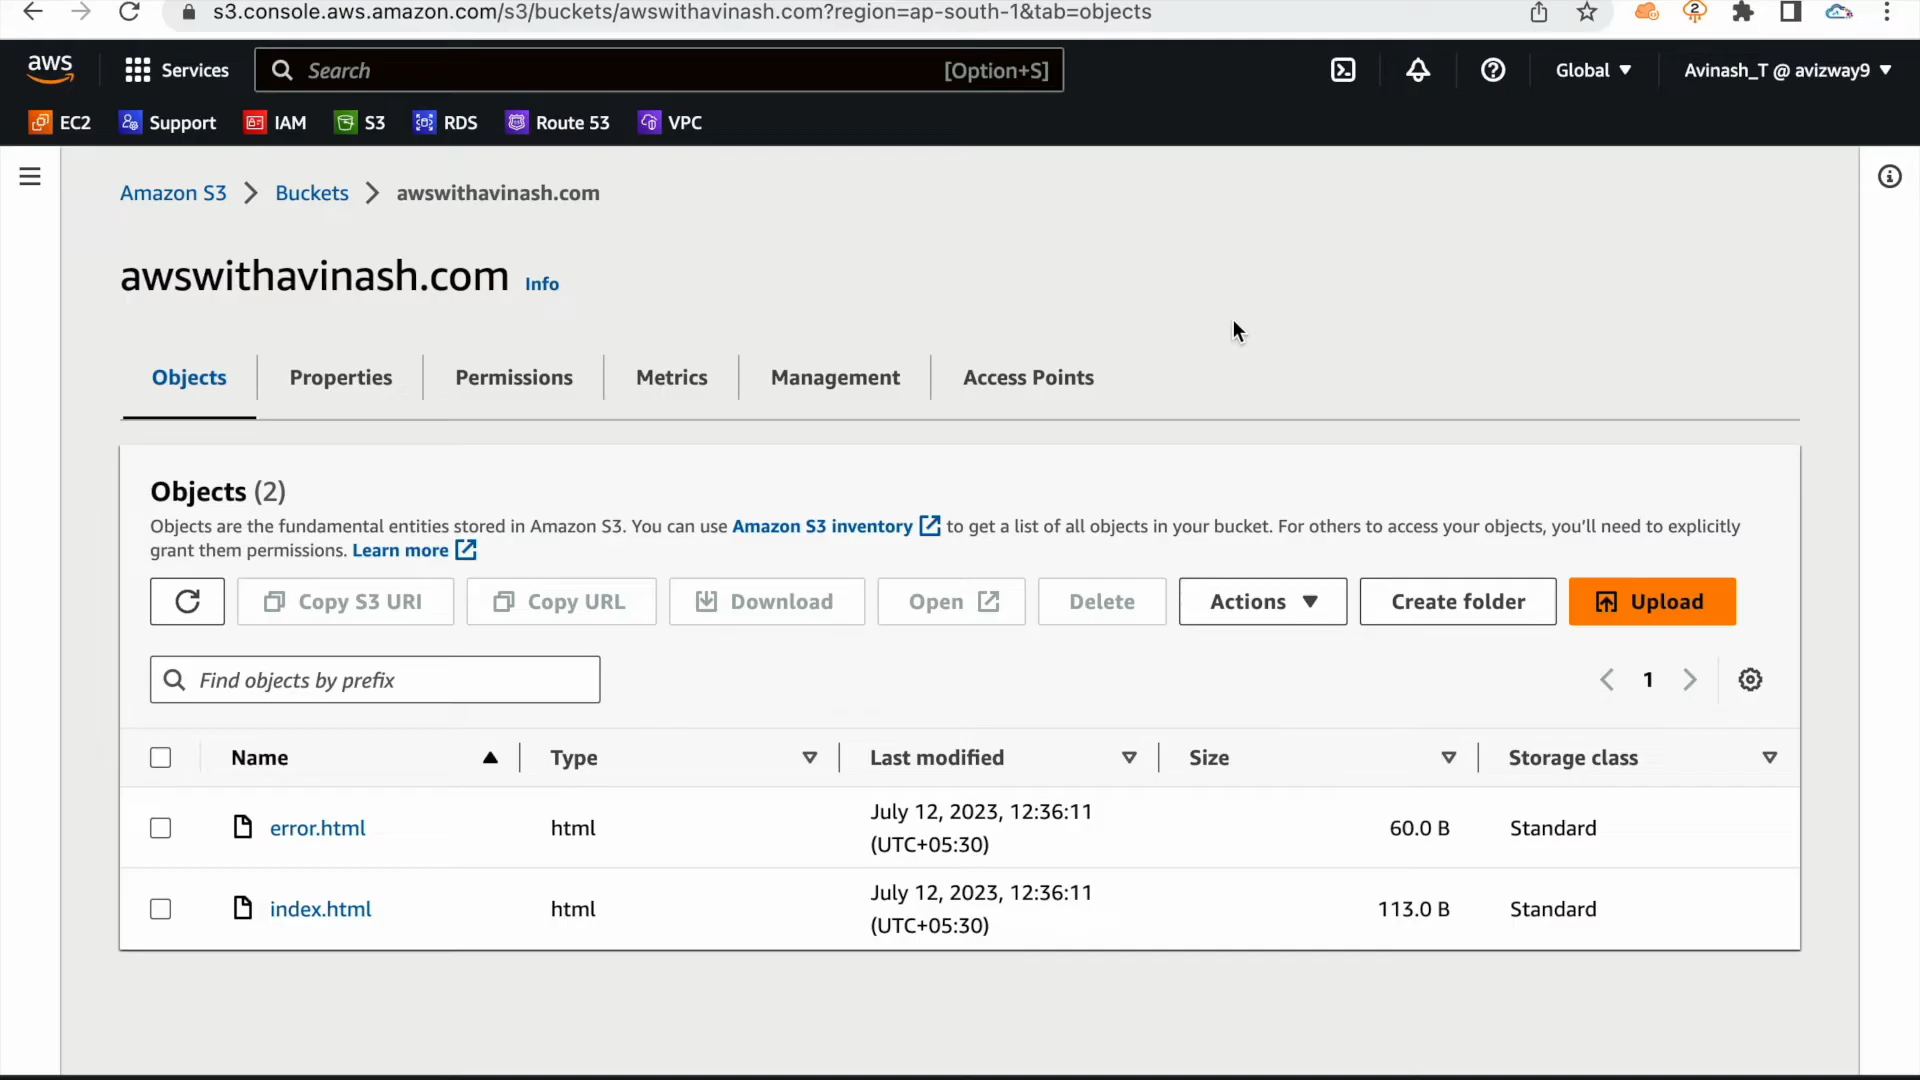 s3.console.aws.amazon.com/s3/buckets/awswithavinash.com?region=ap-south-1&tab=objects
2
aws Services Search [Option+S] Global Avinash_T @ avizway9
EC2 Support IAM S3 RDS Route 53 VPC
Amazon S3 Buckets awswithavinash.com
awswithavinash.com Info
Objects Properties Permissions Metrics Management Access Points
Objects (2)
Objects are the fundamental entities stored in Amazon S3. You can use Amazon S3 inventory to get a list of all objects in your bucket. For others to access your objects, you'll need to explicitly
grant them permissions. Learn more
Copy S3 URI Copy URL Download Open Delete Actions Create folder Upload
Find objects by prefix 1
Name Type Last modified Size Storage class
error.html html July 12, 2023, 12:36:11 (UTC+05:30) 60.0 B Standard
index.html html July 12, 2023, 12:36:11 (UTC+05:30) 113.0 B Standard